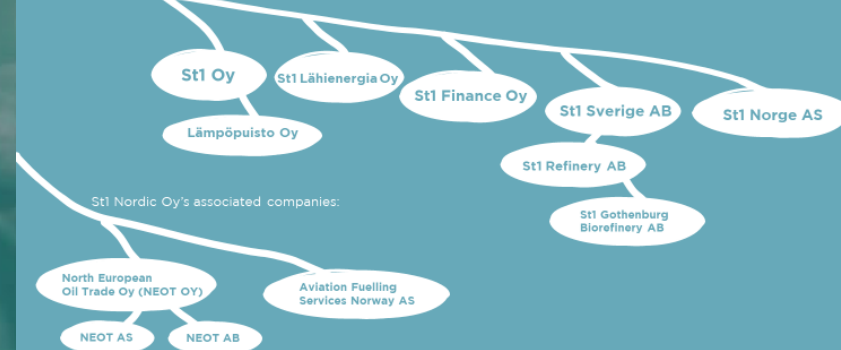 St1 Oy
St1 Lähienergia Oy
St1 Finance Oy
St1 Sverige AB
St1 Norge AS
Lämpöpuisto Oy
St1 Refinery AB
St1 Nordic Oy's associated companies:
St1 Gothenburg
Biorefinery AB
North European
Oil Trade Oy (NEOT OY)
Aviation Fuelling
Services Norway AS
NEOT AS
NEOT AB